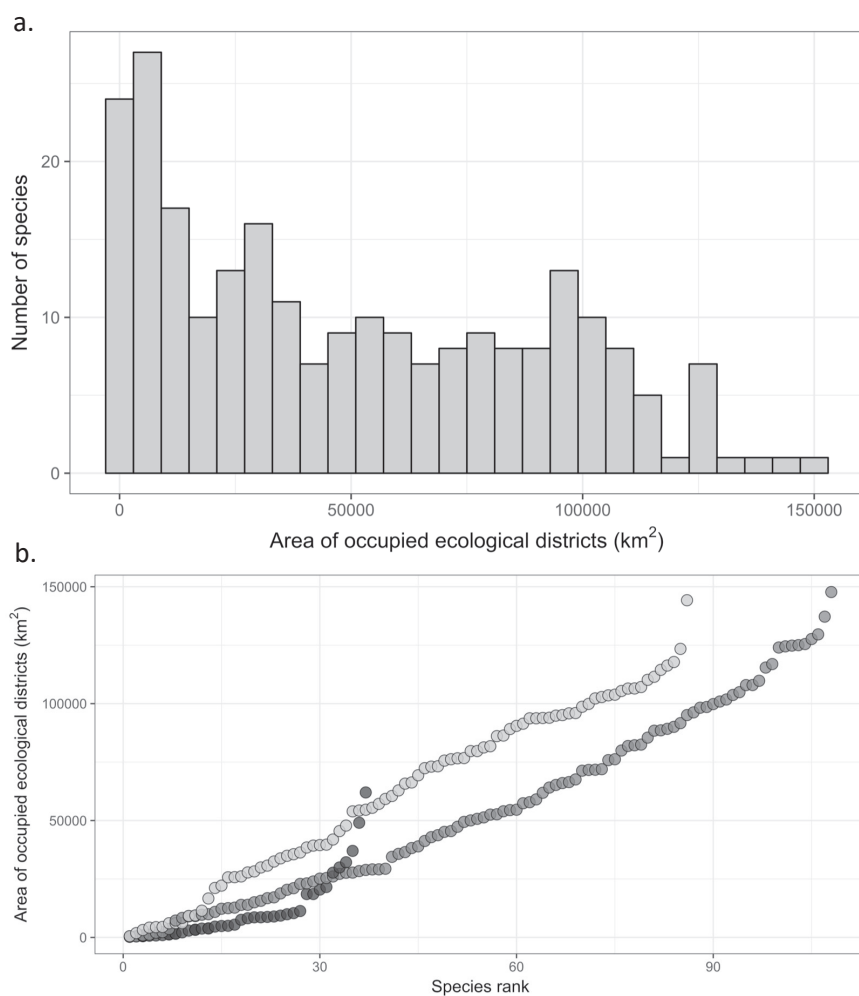 a.
Number of species
20
10
0
0 50000 100000 150000
Area of occupied ecological districts (km²)
b.
Area of occupied ecological districts (km²)
150000
100000
50000
0
0 30 60 90
Species rank